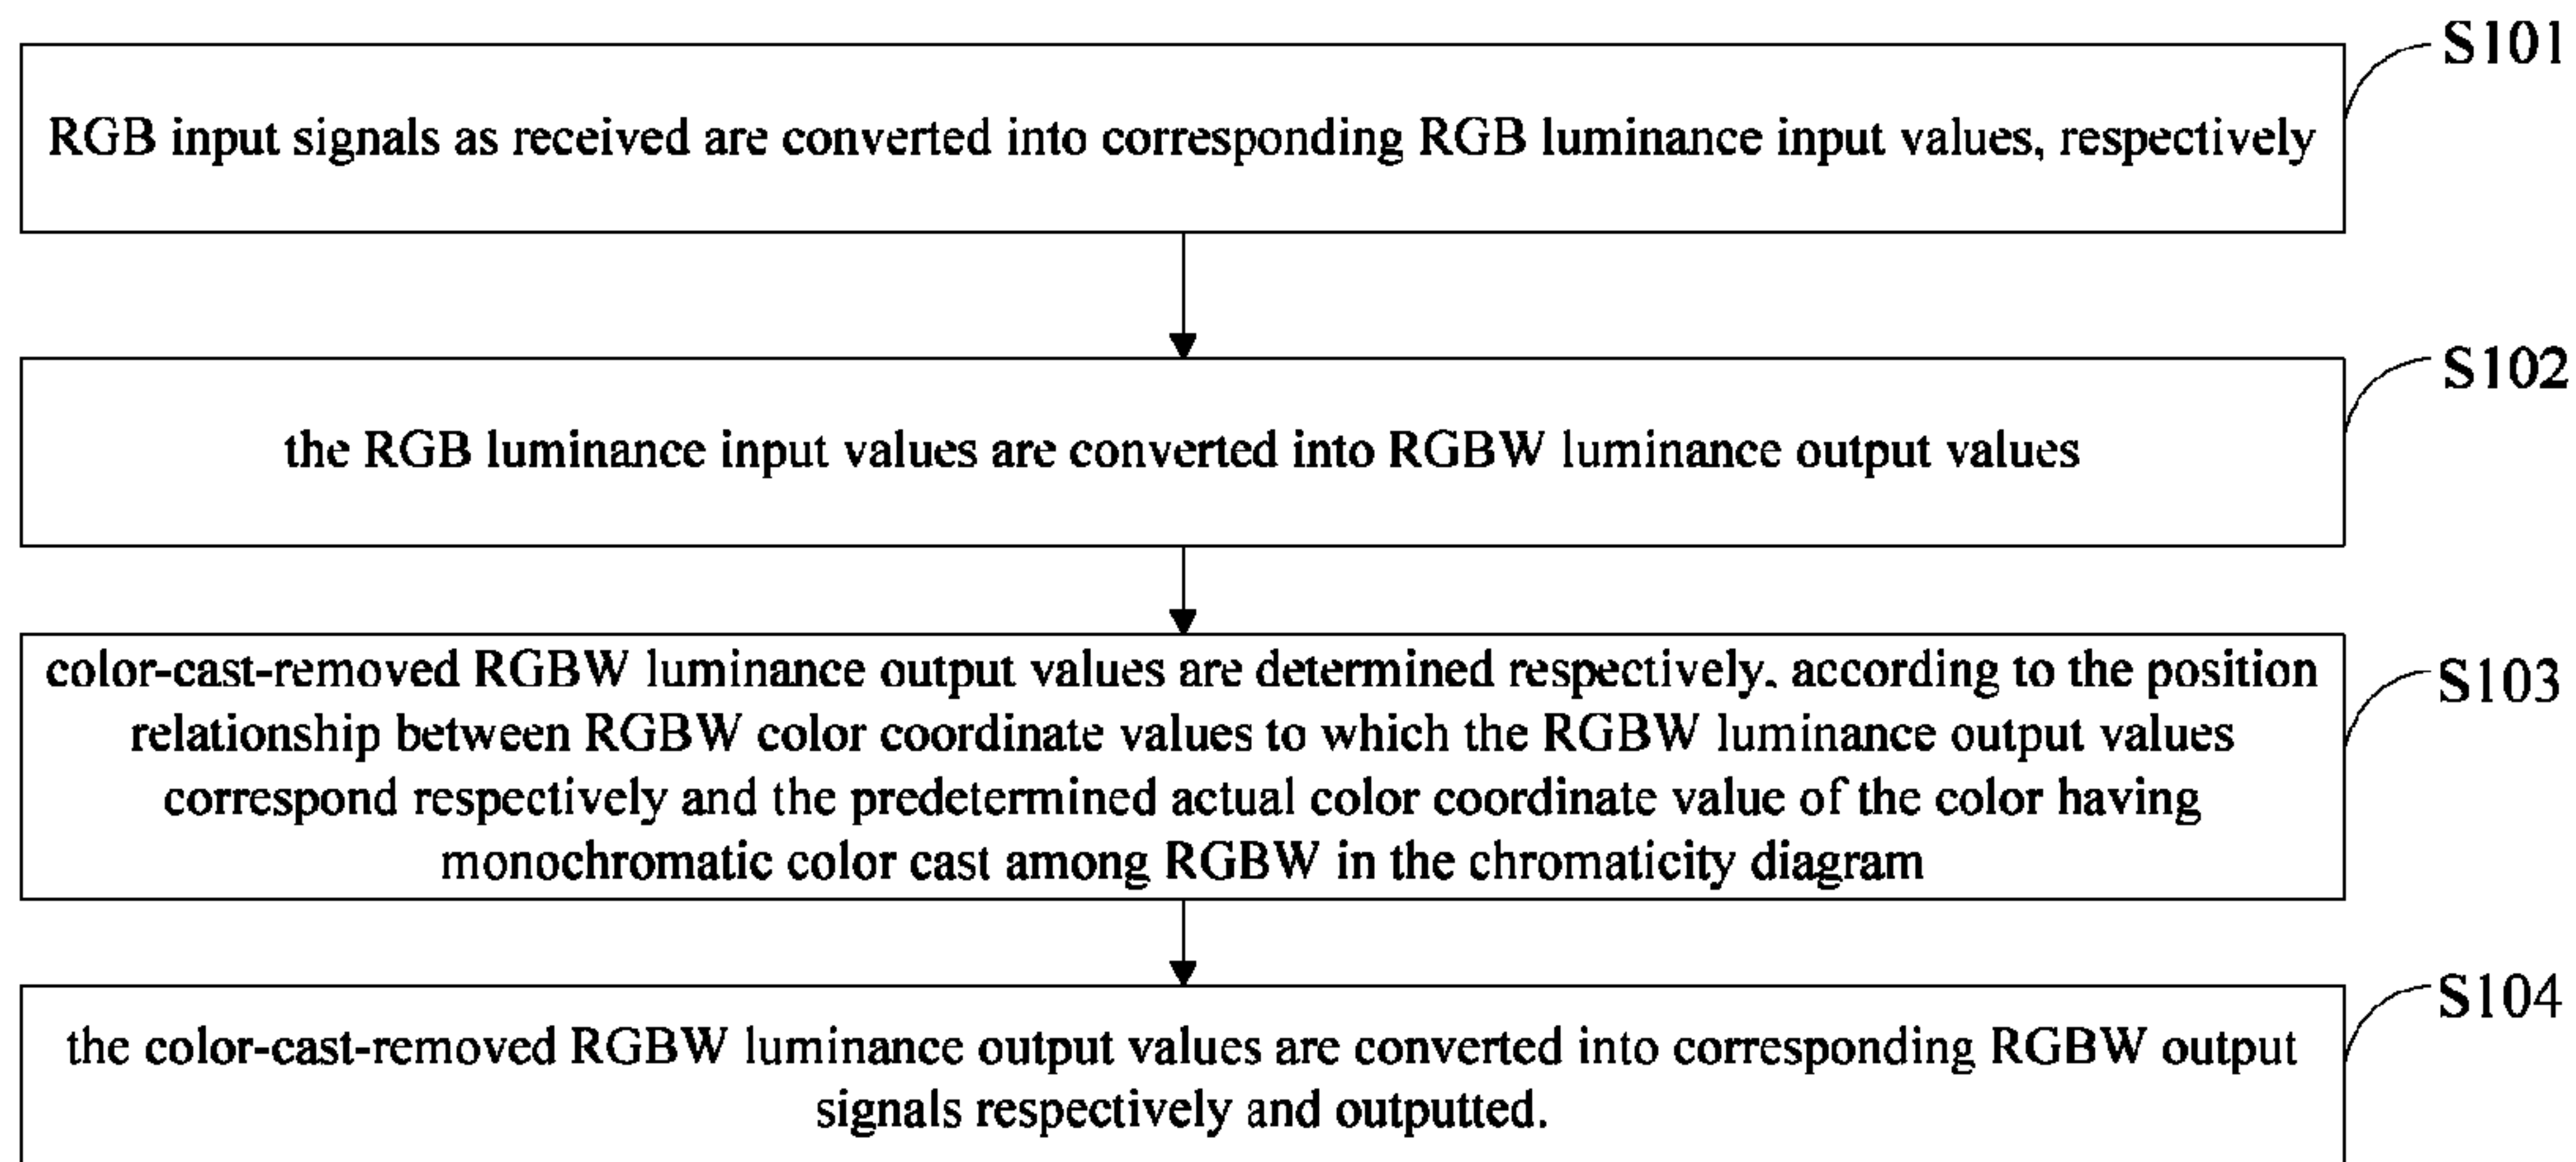 S101
RGB input signals as received are converted into corresponding RGB luminance input values, respectively
S102
the RGB luminance input values are converted into RGBW luminance output values
color-cast-removed RGBW luminance output values are determined respectively, according to the position
S103
relationship between RGBW color coordinate values to which the RGBW luminance output values
correspond respectively and the predetermined actual color coordinate value of the color having
monochromatic color cast among RGBW in the chromaticity diagram
S104
the color-cast-removed RGBW luminance output values are converted into corresponding RGBW output
signals respectively and outputted.